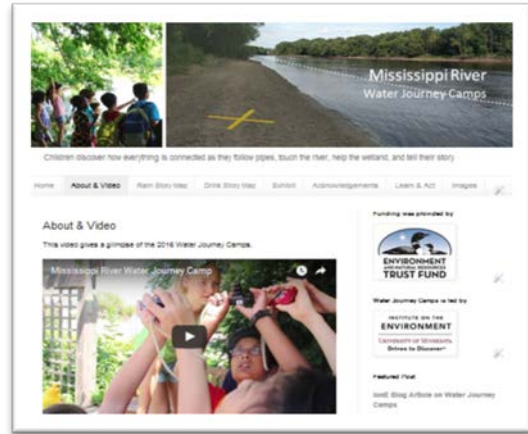 Mississippi River
Water Journey Camps
Children discover how everything is connected as they follow pipes, touch the river, help the wetland, and tell their story
Home About & Video Rain Story Map Drink Story Map Exhibit Acknowledgements Learn & Act Images
About & Video
This video gives a glimpse of the 2016 Water Journey Camps.
Mississippi River Water Journey Camp
Funding was provided by
ENVIRONMENT
AND NATURAL RESOURCES
TRUST FUND
Water Journey Camps is led by
INSTITUTE ON THE
ENVIRONMENT
UNIVERSITY OF MINNESOTA
Driven to Discover
Featured Post
IonE Blog Article on Water Journey
Camps